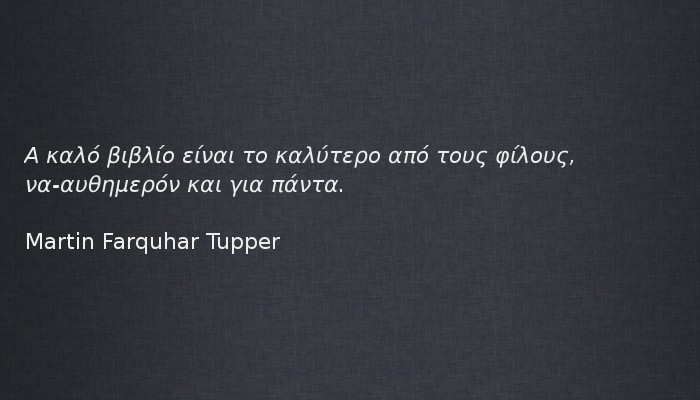 Α καλό βιβλίο είναι το καλύτερο από τους φίλους,
να-αυθημερόν και για πάντα.
Martin Farquhar Tupper